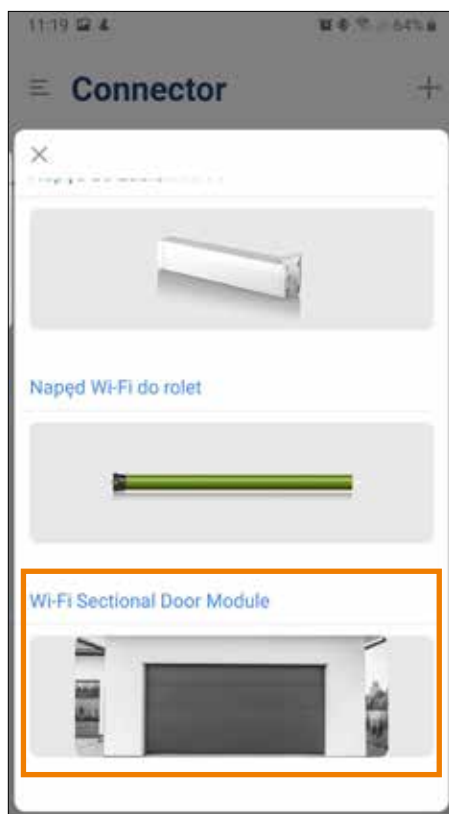 11:19
64%
Connector
Napęd Wi-Fi do rolet
Wi-Fi Sectional Door Module